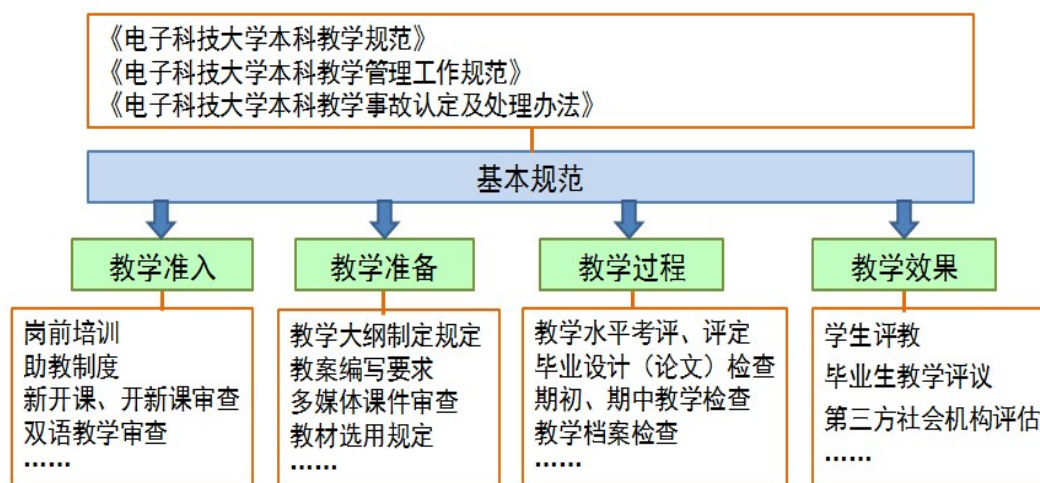 《电子科技大学本科教学规范》
《电子科技大学本科教学管理工作规范》
《电子科技大学本科教学事故认定及处理办法》
基本规范
教学准入
岗前培训
助教制度
新开课、开新课审查
双语教学审查
……
教学准备
教学大纲制定规定
教案编写要求
多媒体课件审查
教材选用规定
……
教学过程
教学水平考评、评定
毕业设计（论文）检查
期初、期中教学检查
教学档案检查
……
教学效果
学生评教
毕业生教学评议
第三方社会机构评估
……